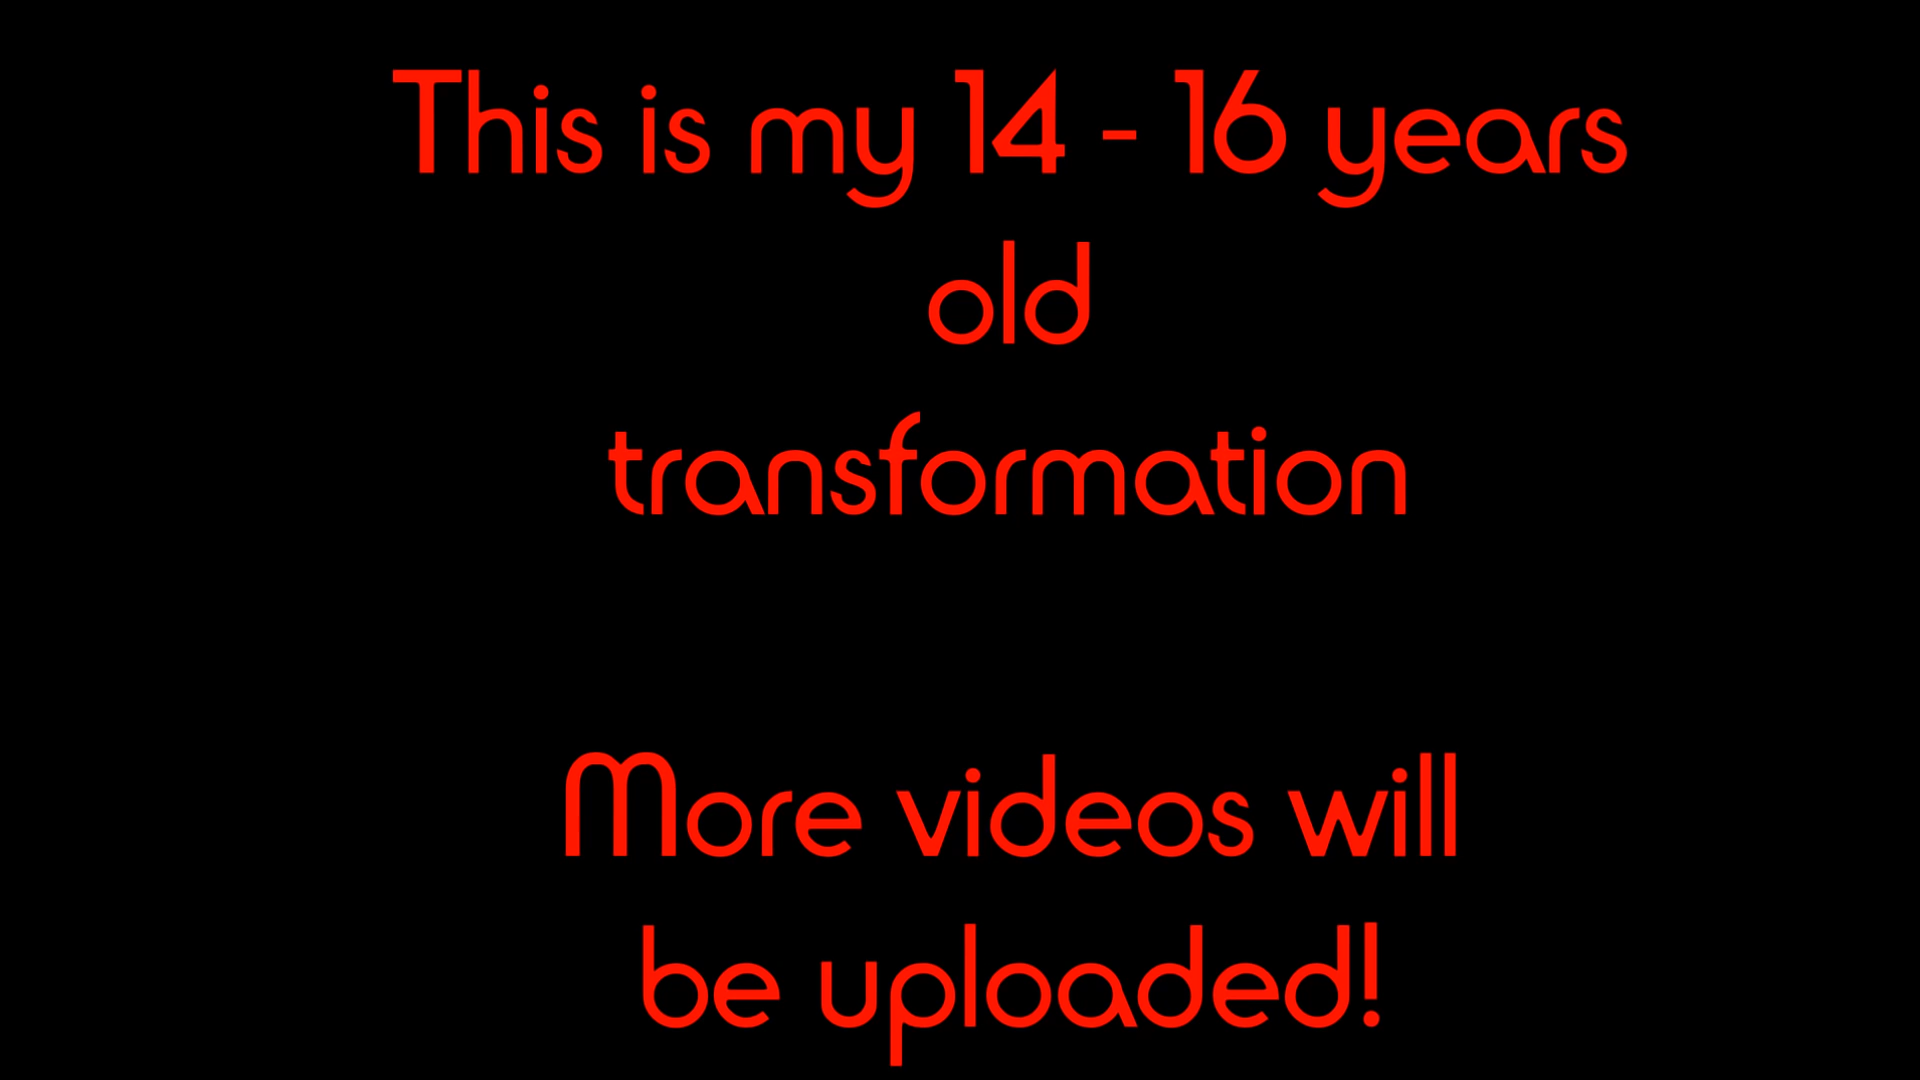 This is my 14 - 16 years
old
transformation
More videos will
be uploaded!